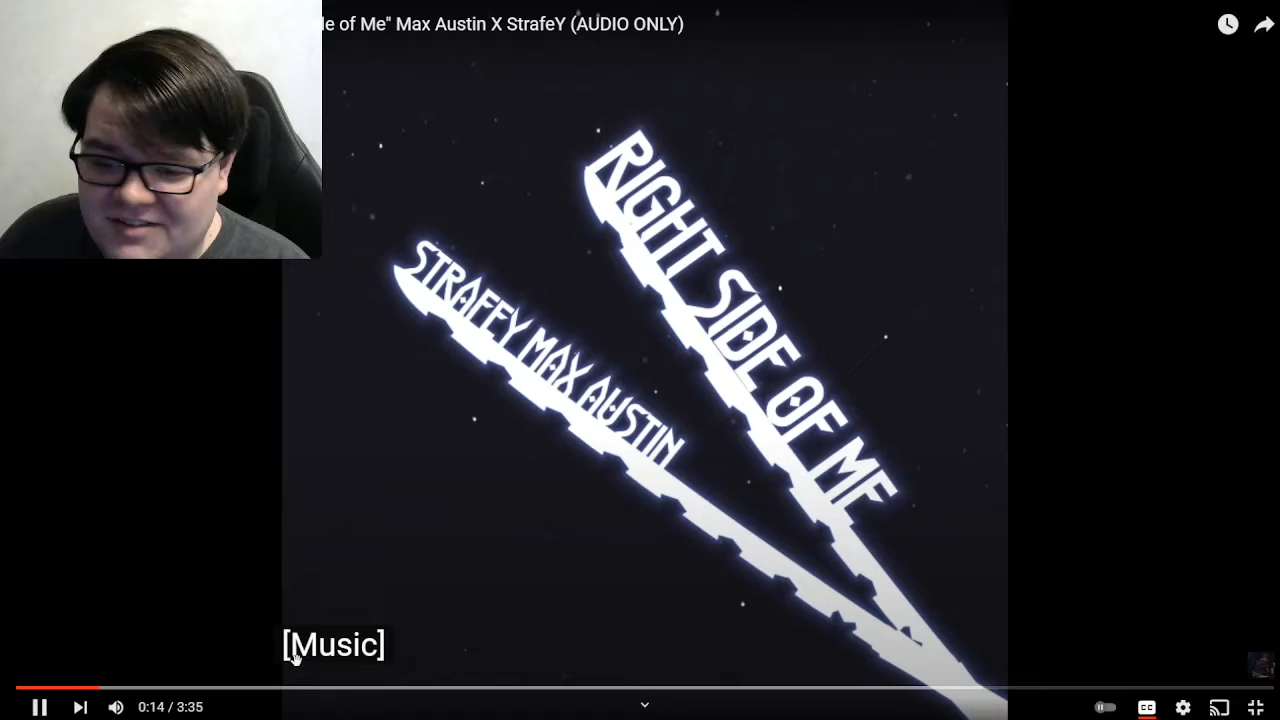 le of Me" Max Austin X StrafeY (AUDIO ONLY)
RIGHT SIDE OF ME
STRAFFY MAX AUSTIN
[Music]
0:14 / 3:35
CC